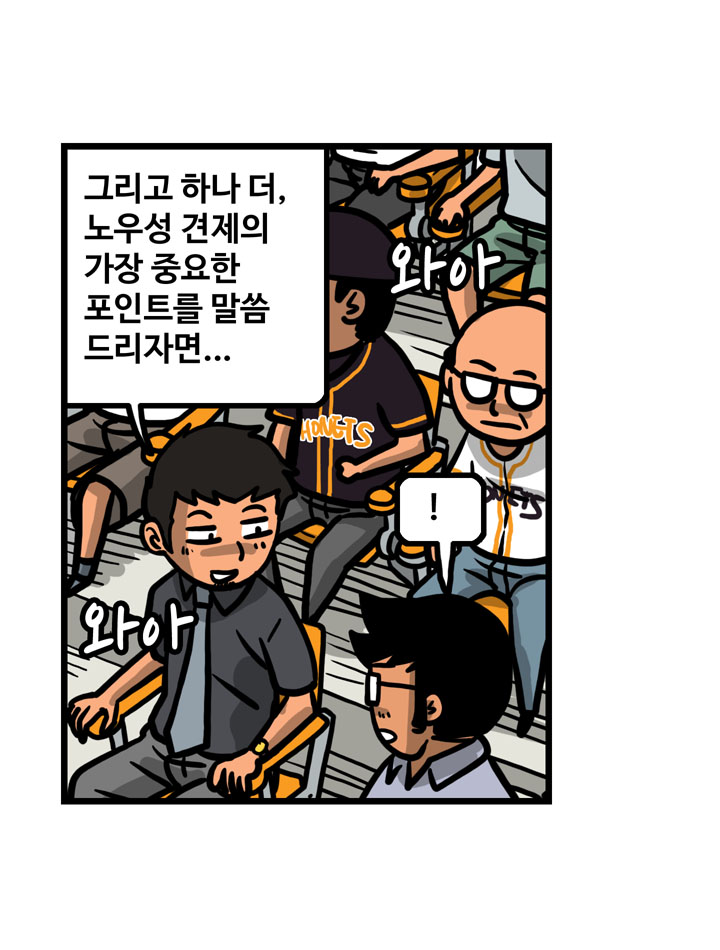 그리고 하나 더,
노우성 견제의
가장 중요한
포인트를 말씀
드리자면...
와아
HONGTS
!
와아